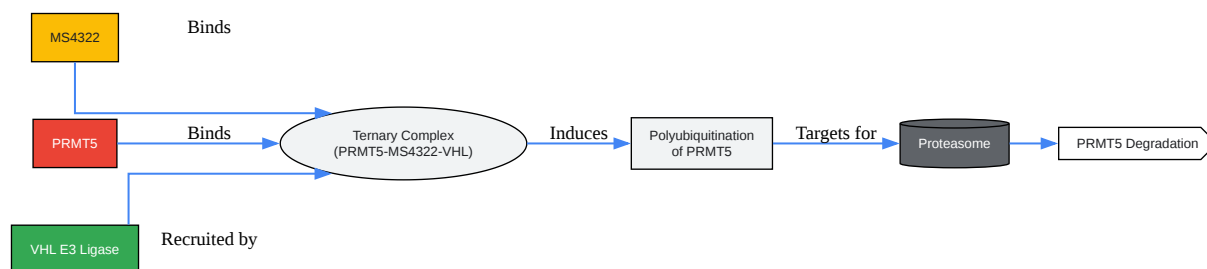 MS4322
Binds
PRMT5
Binds
Ternary Complex
(PRMT5-MS4322-VHL)
Induces
Polyubiquitination
of PRMT5
Targets for
Proteasome
PRMT5 Degradation
VHL E3 Ligase
Recruited by